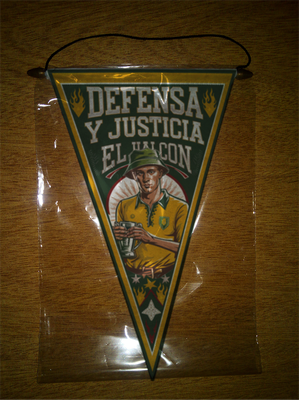 DEFENSA
Y JUSTICIA
EL HALCON